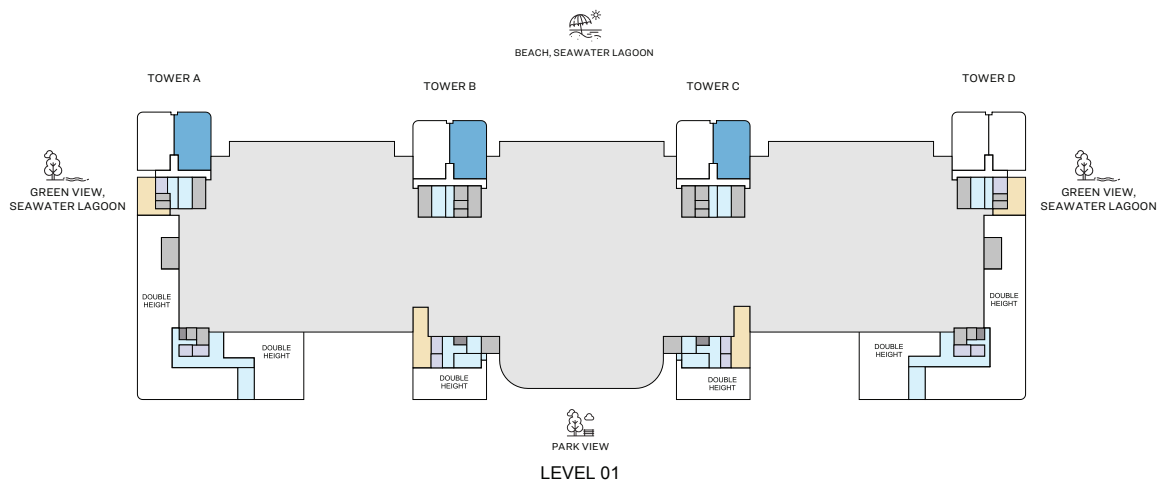 BEACH, SEAWATER LAGOON
TOWER A
TOWER B
TOWER C
TOWER D
GREEN VIEW,
SEAWATER LAGOON
GREEN VIEW,
SEAWATER LAGOON
DOUBLE
HEIGHT
DOUBLE
HEIGHT
DOUBLE
HEIGHT
DOUBLE
HEIGHT
DOUBLE
HEIGHT
DOUBLE
HEIGHT
PARK VIEW
LEVEL 01